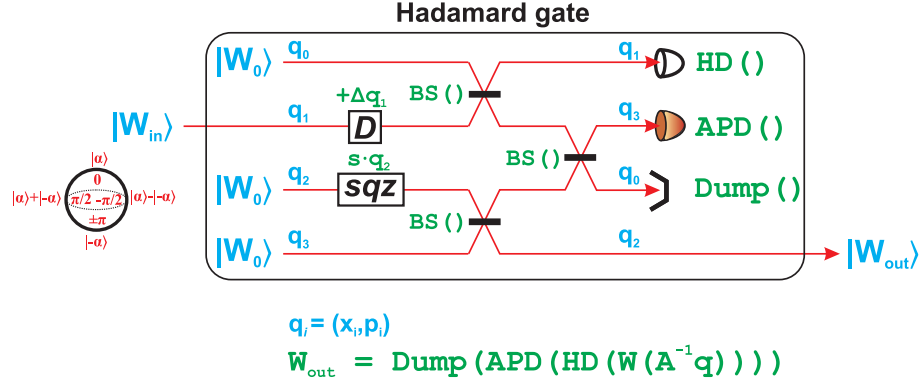 Hadamard gate
|W₀⟩ q₀ q₁ HD()
BS()
+Δq₁
|W_in⟩ q₁ D q₃ APD()
s·q₂ BS()
|W₀⟩ q₂ sqz q₀ Dump()
BS()
|W₀⟩ q₃ q₂ |W_out⟩
|α⟩
0
|α⟩+|-α⟩ π/2 -π/2 |α⟩-|-α⟩
±π
|-α⟩
qᵢ = (xᵢ,pᵢ)
W_out = Dump(APD(HD(W(A⁻¹q))))